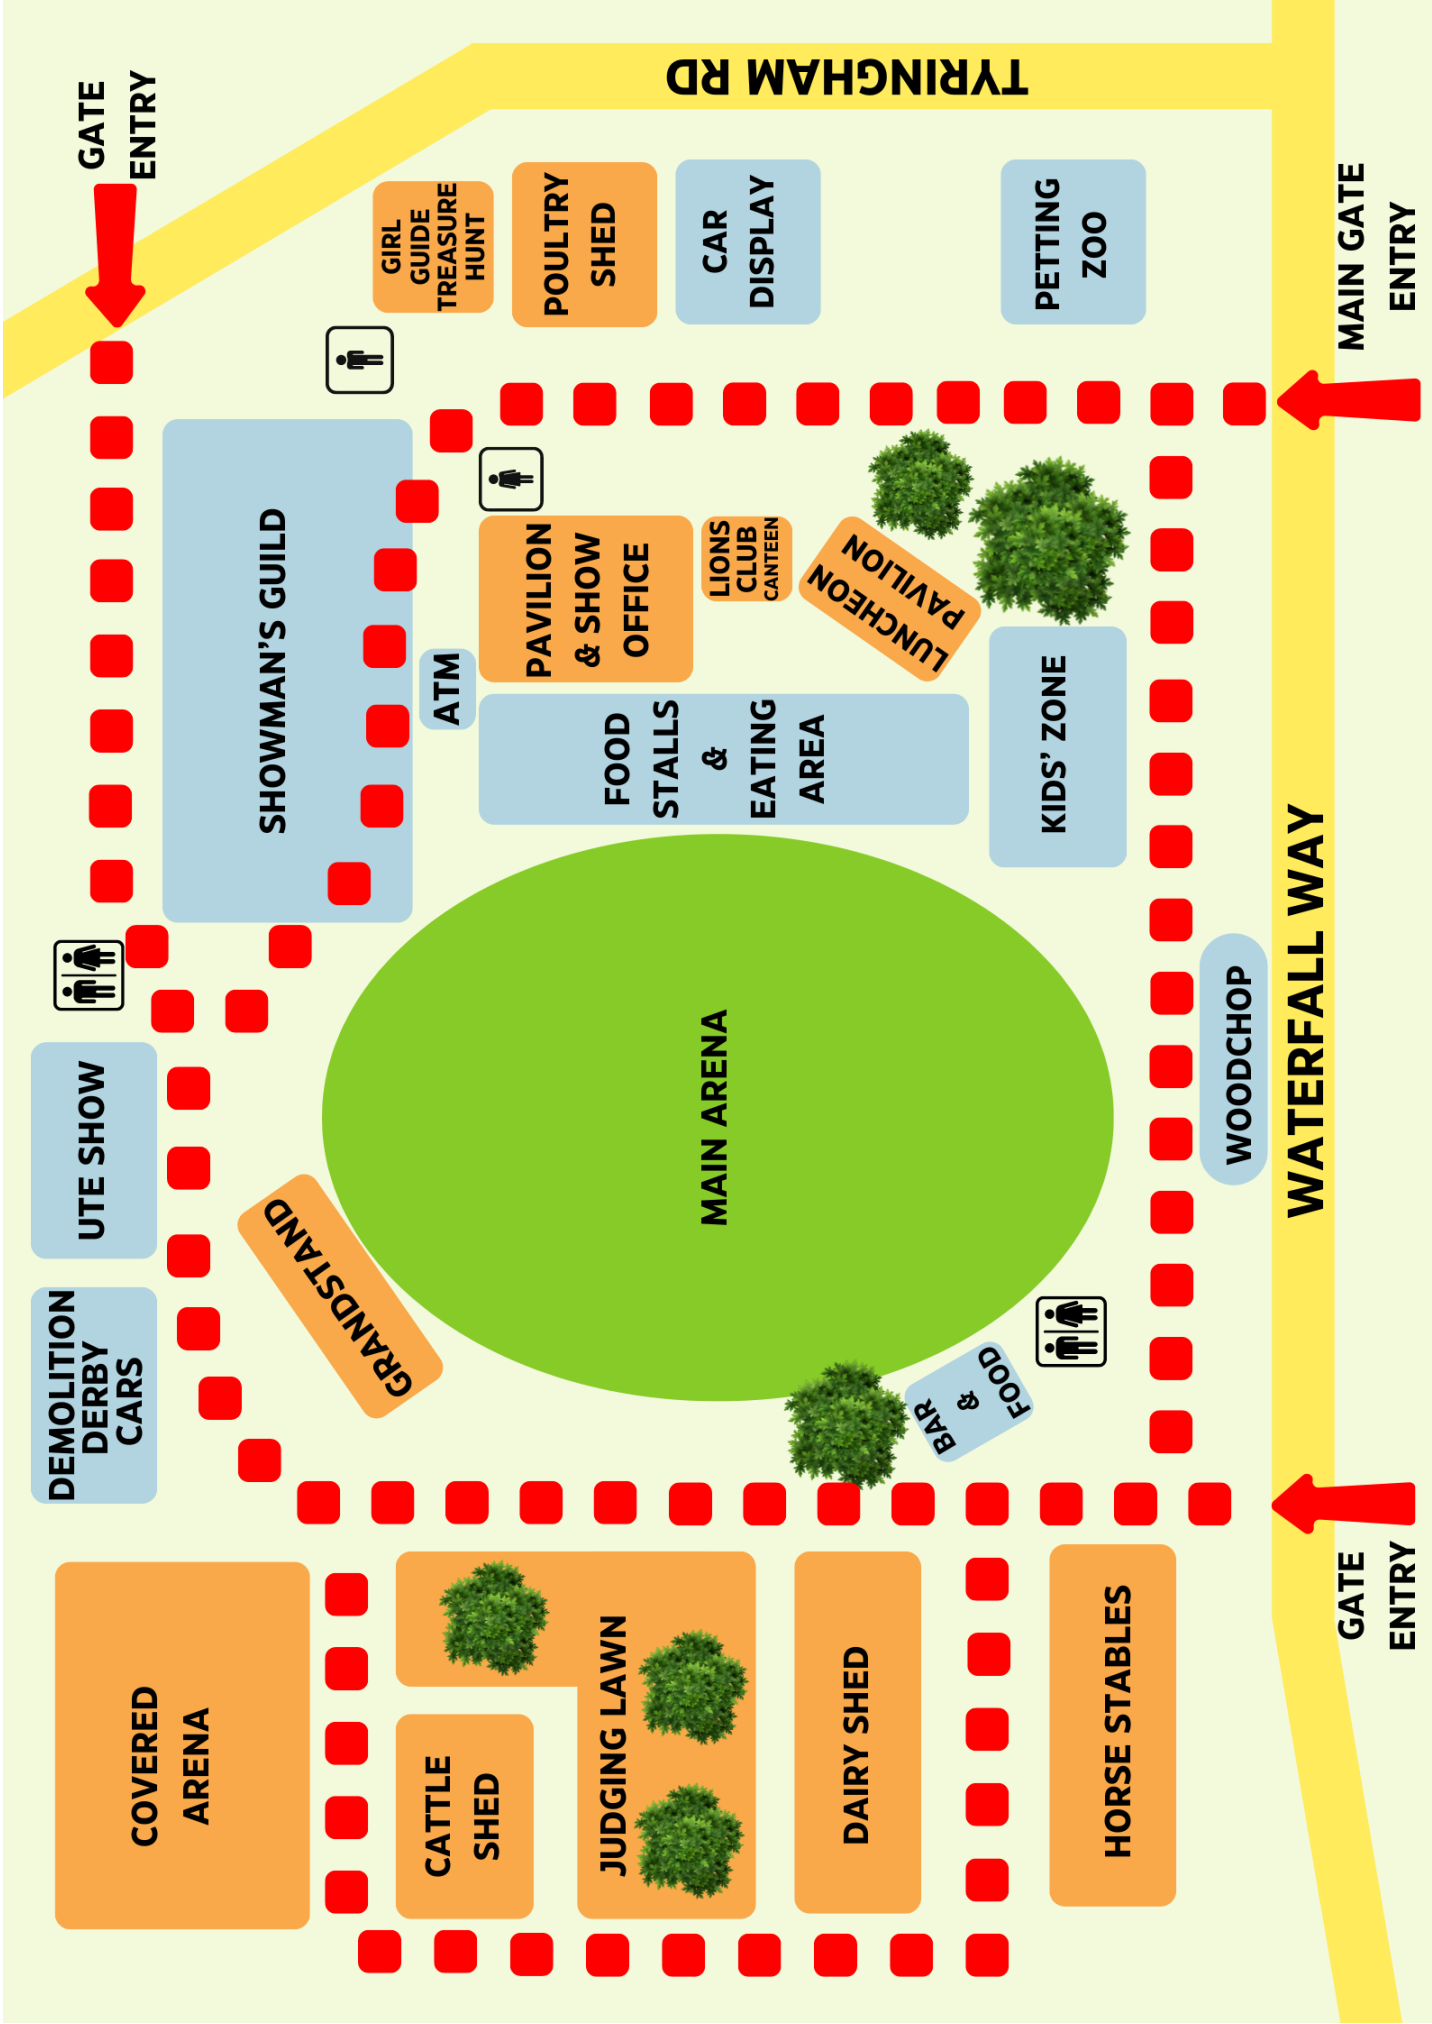 TYRINGHAM RD
GATE
ENTRY
GIRL
GUIDE
TREASURE
HUNT
POULTRY
SHED
CAR
DISPLAY
PETTING
ZOO
MAIN GATE
ENTRY
SHOWMAN'S GUILD
PAVILION
& SHOW
OFFICE
LIONS
CLUB
CANTEEN
LUNCHEON
PAVILION
ATM
FOOD
STALLS
&
EATING
AREA
KIDS' ZONE
UTE SHOW
MAIN ARENA
WOODCHOP
WATERFALL WAY
DEMOLITION
DERBY
CARS
GRANDSTAND
BAR
&
FOOD
GATE
ENTRY
COVERED
ARENA
CATTLE
SHED
JUDGING LAWN
DAIRY SHED
HORSE STABLES